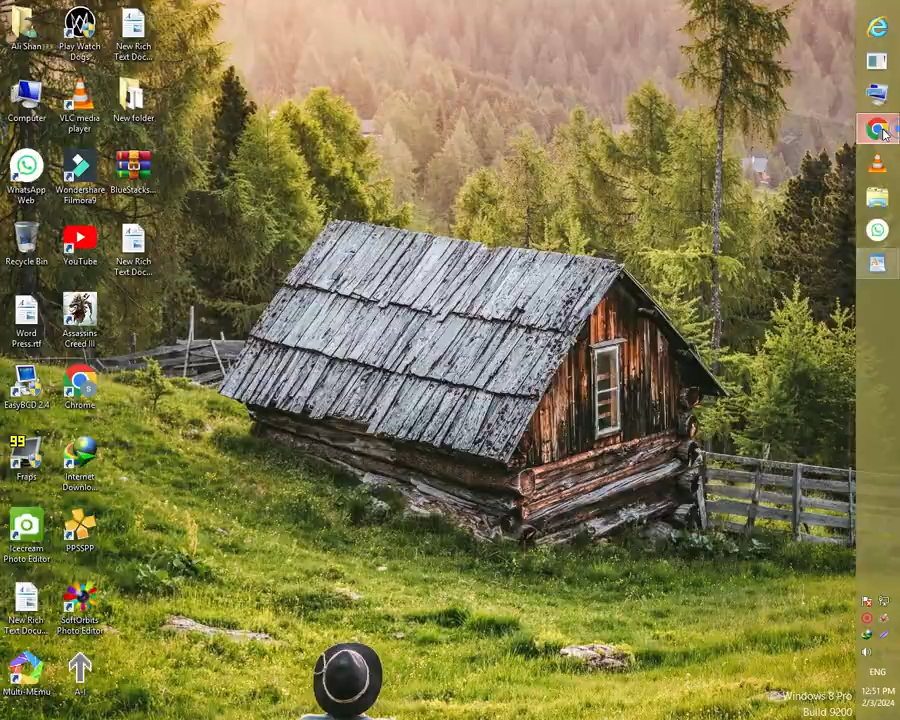 Ali Shan
Play Watch
Dogs
New Rich
Text Doc...
Computer
VLC media
player
New folder
WhatsApp
Web
Wondershare
Filmora9
BlueStacks...
Recycle Bin
YouTube
New Rich
Text Doc...
Word
Press.rtf
Assassins
Creed III
EasyBCD 2.4
S
Chrome
99
Fraps
Internet
Downlo...
Icecream
Photo Editor
PPSSPP
New Rich
Text Docu...
SoftOrbits
Photo Editor
Multi-MEmu
A-I
ENG
12:51 PM
2/3/2024
Windows 8 Pro
Build 9200